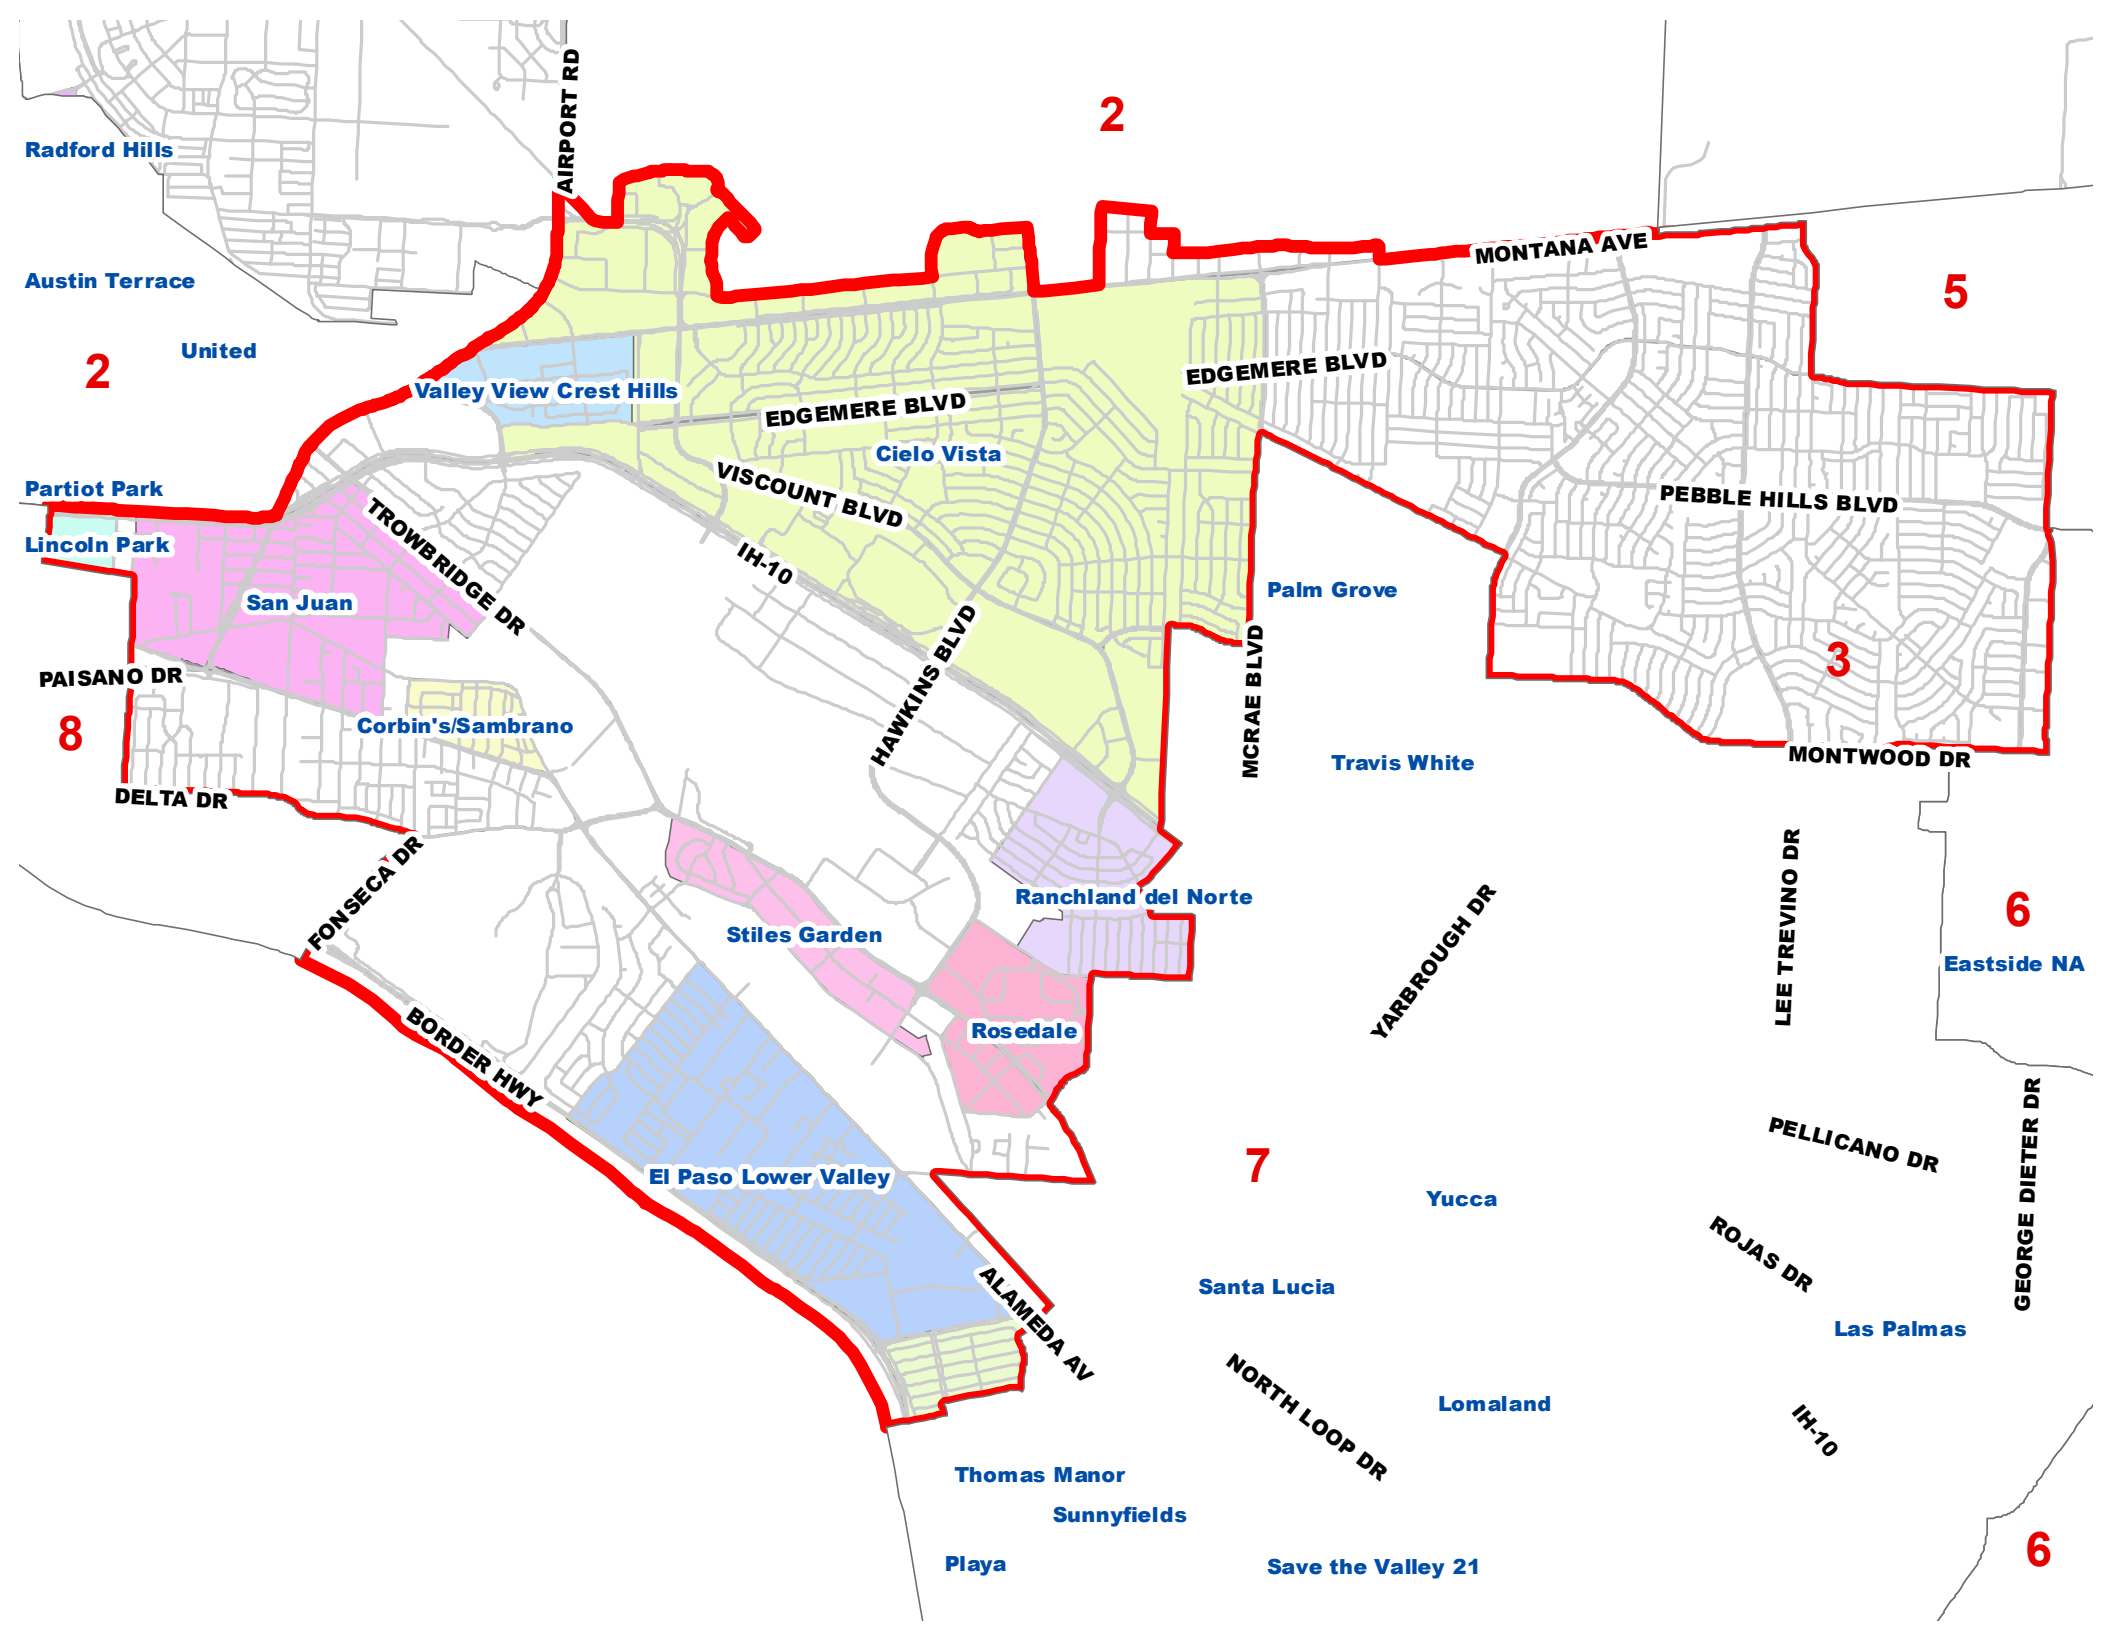 AIRPORT RD
2
Radford Hills
MONTANA AVE
Austin Terrace
5
United
2
EDGEMERE BLVD
Valley View Crest Hills
EDGEMERE BLVD
Cielo Vista
VISCOUNT BLVD
Partiot Park
PEBBLE HILLS BLVD
TROWBRIDGE DR
Lincoln Park
IH-10
Palm Grove
San Juan
HAWKINS BLVD
MCRAE BLVD
3
PAISANO DR
8
Corbin's/Sambrano
Travis White
MONTWOOD DR
DELTA DR
FONSECA DR
Ranchland del Norte
YARBROUGH DR
LEE TREVINO DR
6
Stiles Garden
Eastside NA
Rosedale
BORDER HWY
PELLICANO DR
7
El Paso Lower Valley
Yucca
GEORGE DIETER DR
ROJAS DR
Santa Lucia
ALAMEDA AV
Las Palmas
NORTH LOOP DR
Lomaland
IH-10
Thomas Manor
Sunnyfields
Playa
Save the Valley 21
6